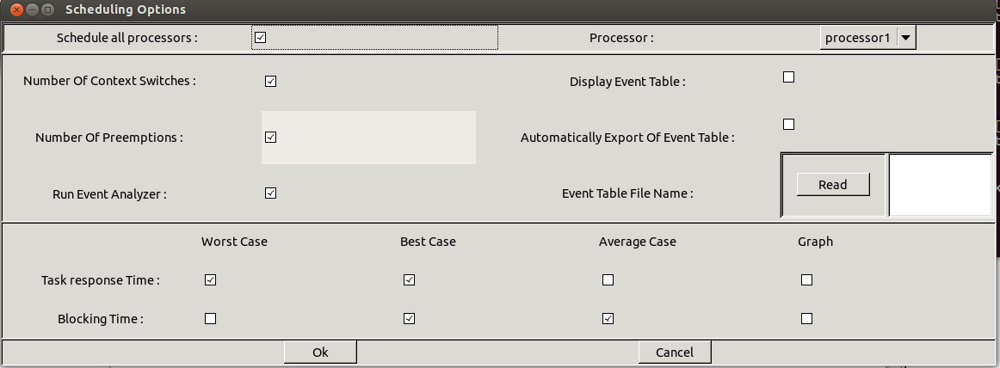 Scheduling Options
Schedule all processors : Processor : processor1
Number Of Context Switches : Display Event Table :
Number Of Preemptions : Automatically Export Of Event Table :
Run Event Analyzer : Event Table File Name : Read
Worst Case Best Case Average Case Graph
Task response Time :
Blocking Time :
Ok Cancel